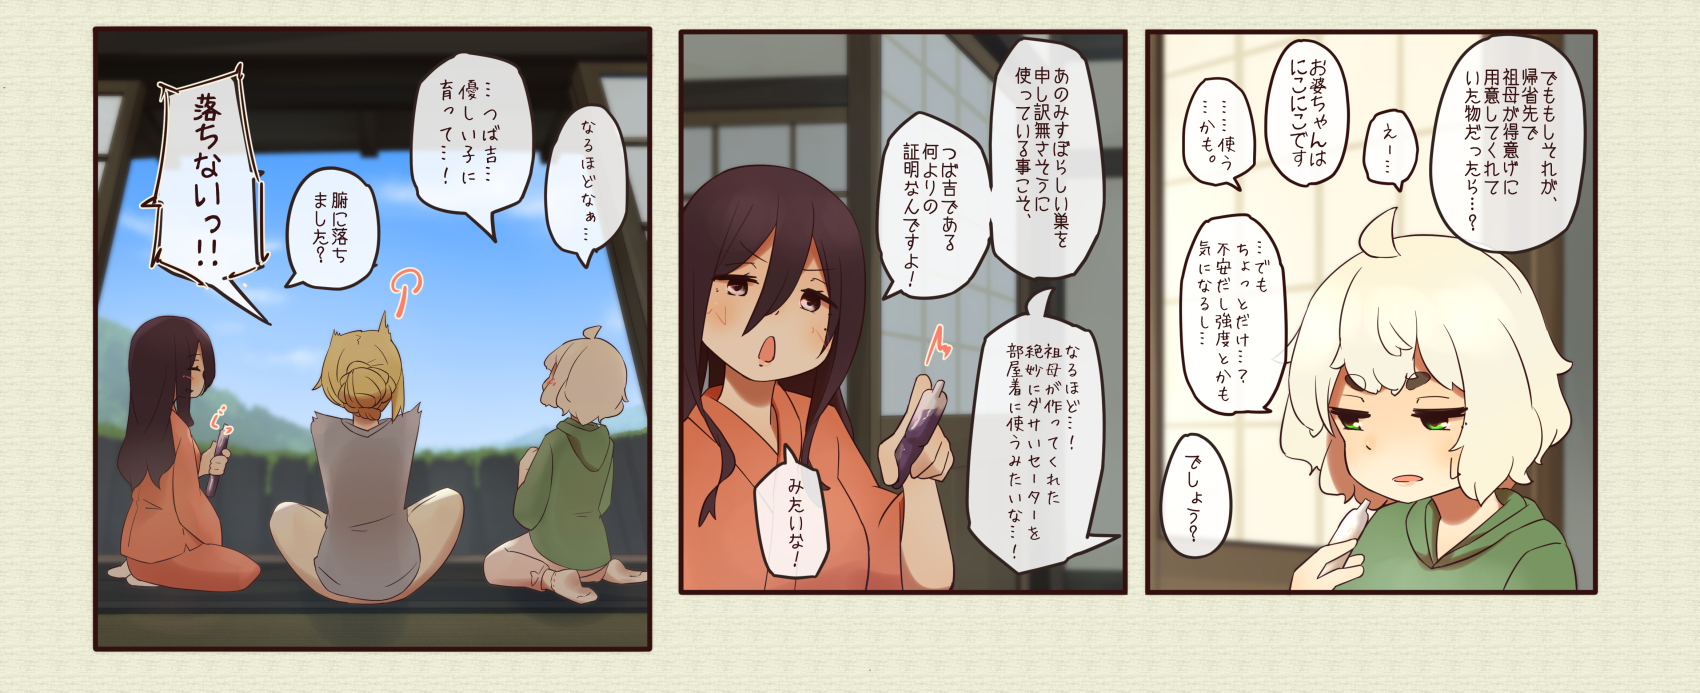 でももしそれが、
帰省先で
祖母が得意げに
用意してくれて
いた物だったら…？
えー…
お婆ちゃんは
にこにこです
……使う
…かも。
…でも
ちょっとだけ…？
不安だし強度とかも
気になるし…
でしょう？
あのみすぼらしい巣を
申し訳無さそうに
使っている事こそ、
つば吉である
何よりの
証明なんですよ！
なるほど…！
祖母が作ってくれた
絶妙にダサいセーターを
部屋着に使うみたいな…！
みたいな！
なるほどなぁ…
…つば吉…
優しい子に
育って…！
腑に落ち
ました？
落ちないっ!!